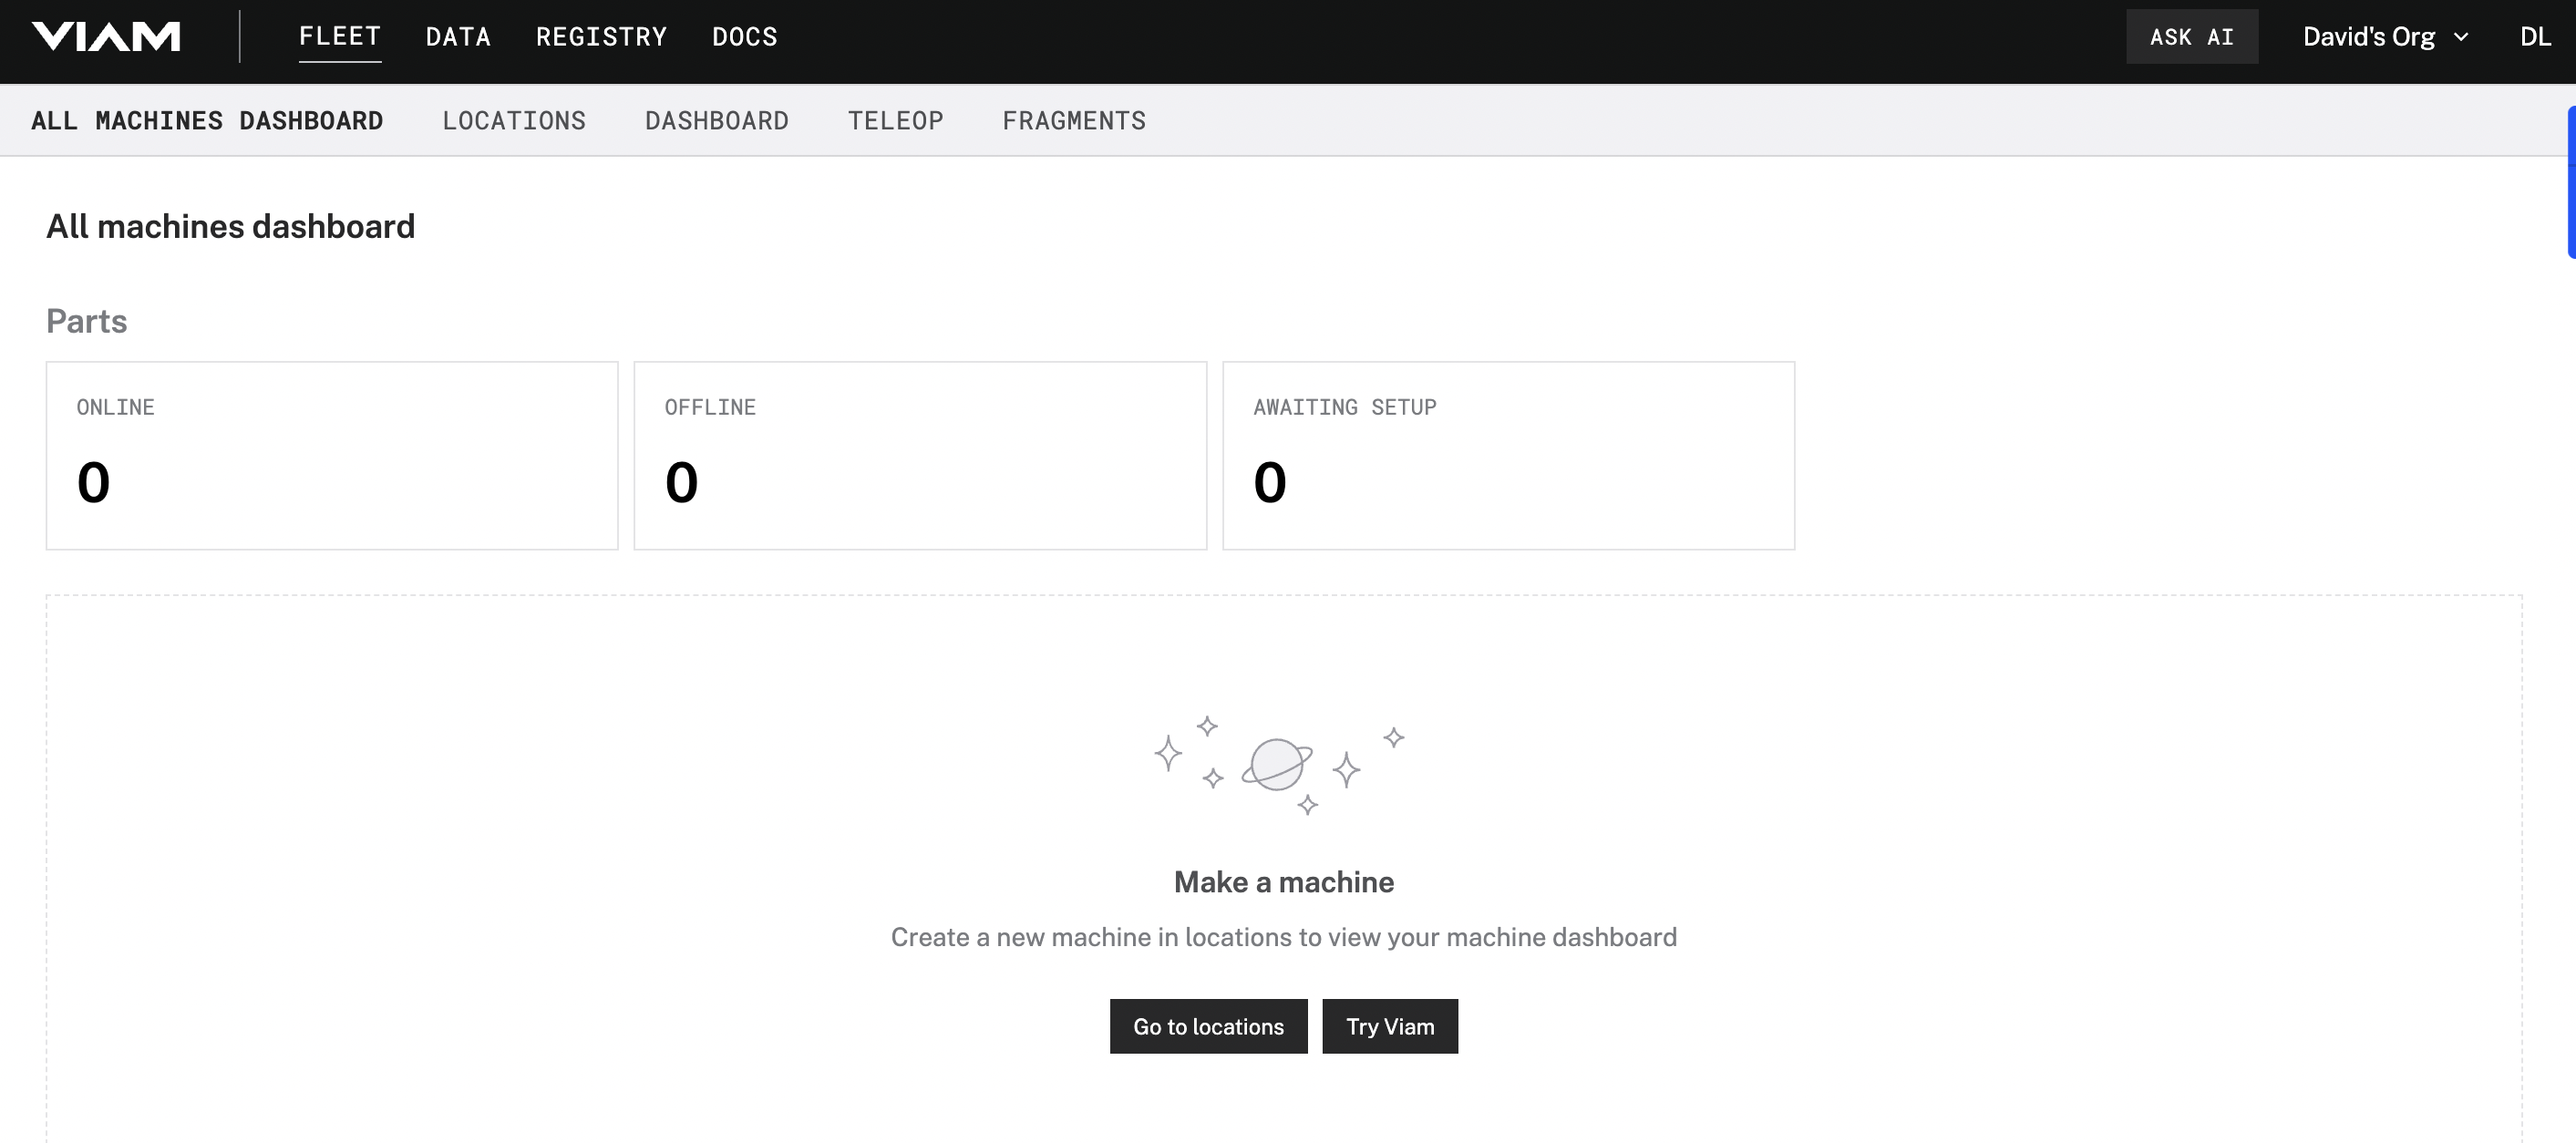 VIAM FLEET DATA REGISTRY DOCS ASK AI David's Org DL
ALL MACHINES DASHBOARD LOCATIONS DASHBOARD TELEOP FRAGMENTS
All machines dashboard
Parts
ONLINE OFFLINE AWAITING SETUP
0 0 0
Make a machine
Create a new machine in locations to view your machine dashboard
Go to locations Try Viam